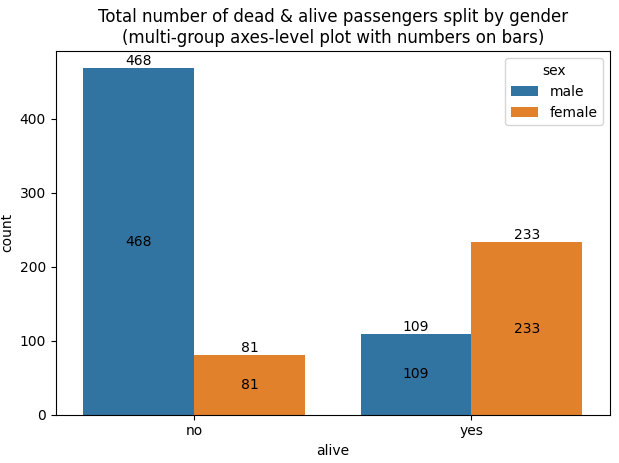 Total number of dead & alive passengers split by gender
(multi-group axes-level plot with numbers on bars)
sex
male
female
count
400
300
200
100
0
468
468
81
81
109
109
233
233
no
yes
alive